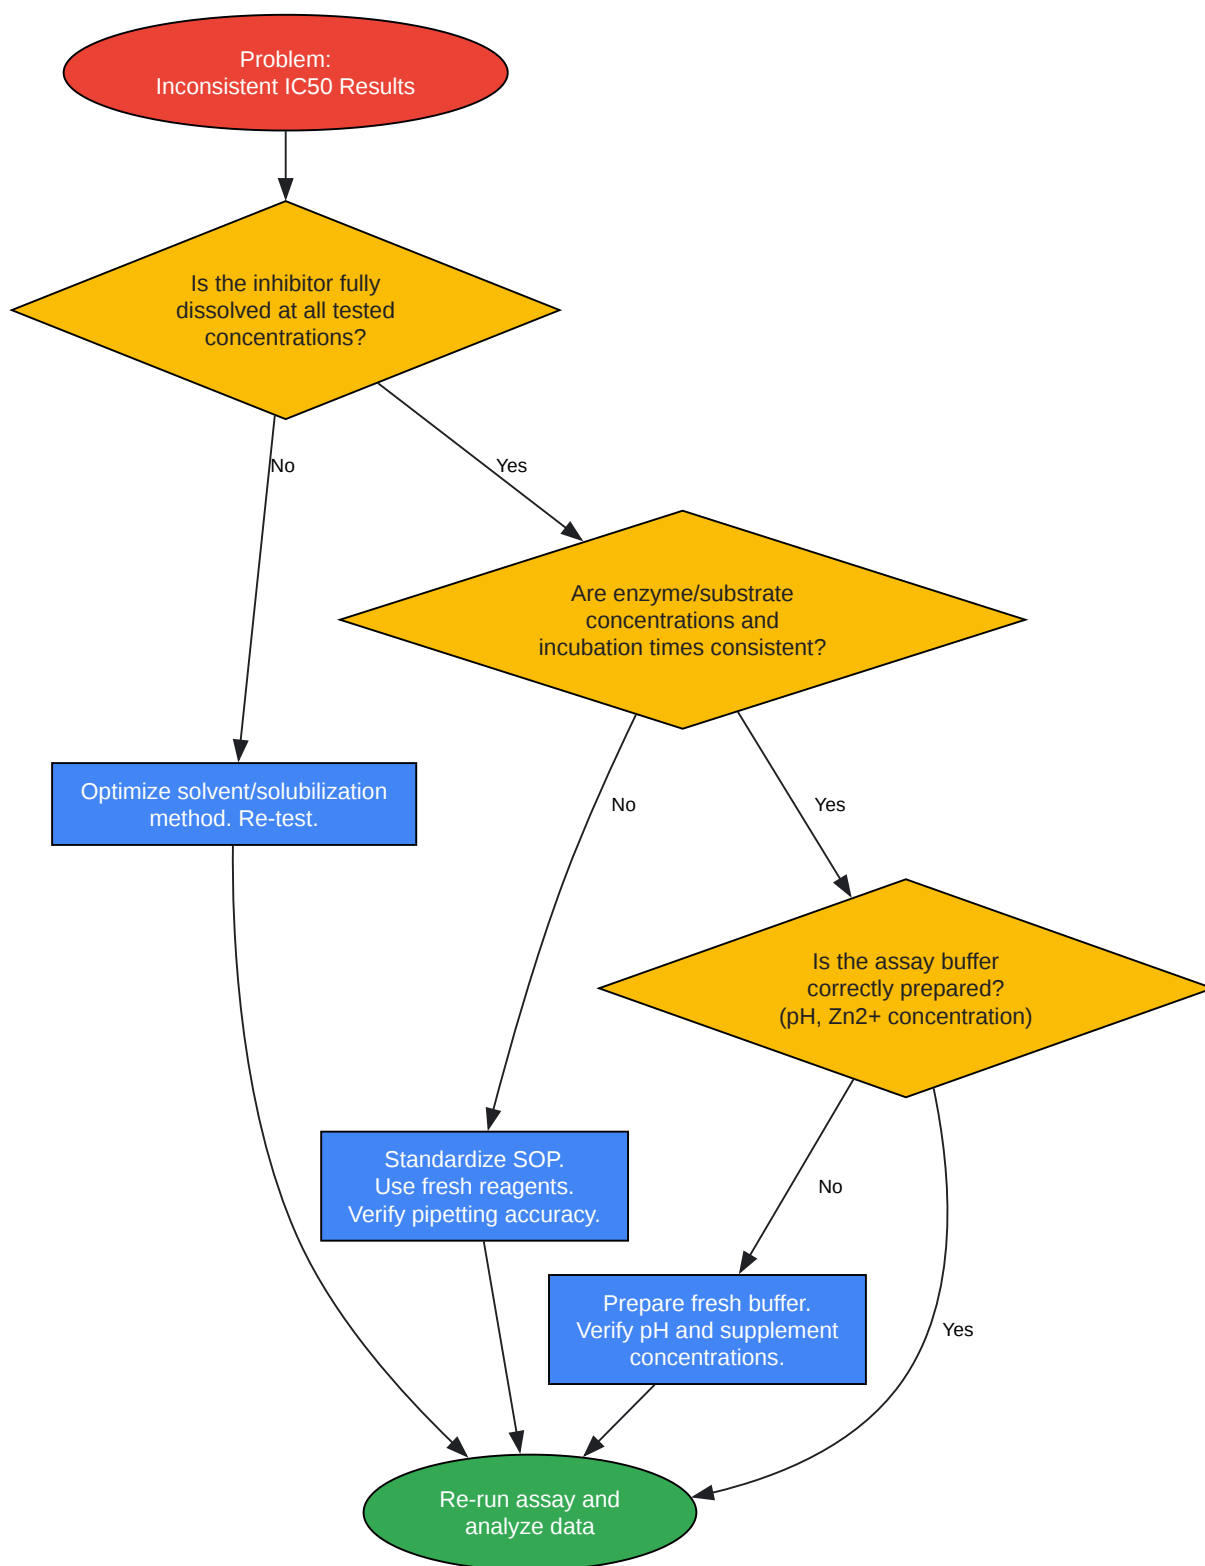 Problem:
Inconsistent IC50 Results
Is the inhibitor fully
dissolved at all tested
concentrations?
No
Yes
Are enzyme/substrate
concentrations and
incubation times consistent?
Optimize solvent/solubilization
method. Re-test.
No
Yes
Is the assay buffer
correctly prepared?
(pH, Zn2+ concentration)
Standardize SOP.
Use fresh reagents.
Verify pipetting accuracy.
No
Prepare fresh buffer.
Verify pH and supplement
concentrations.
Yes
Re-run assay and
analyze data